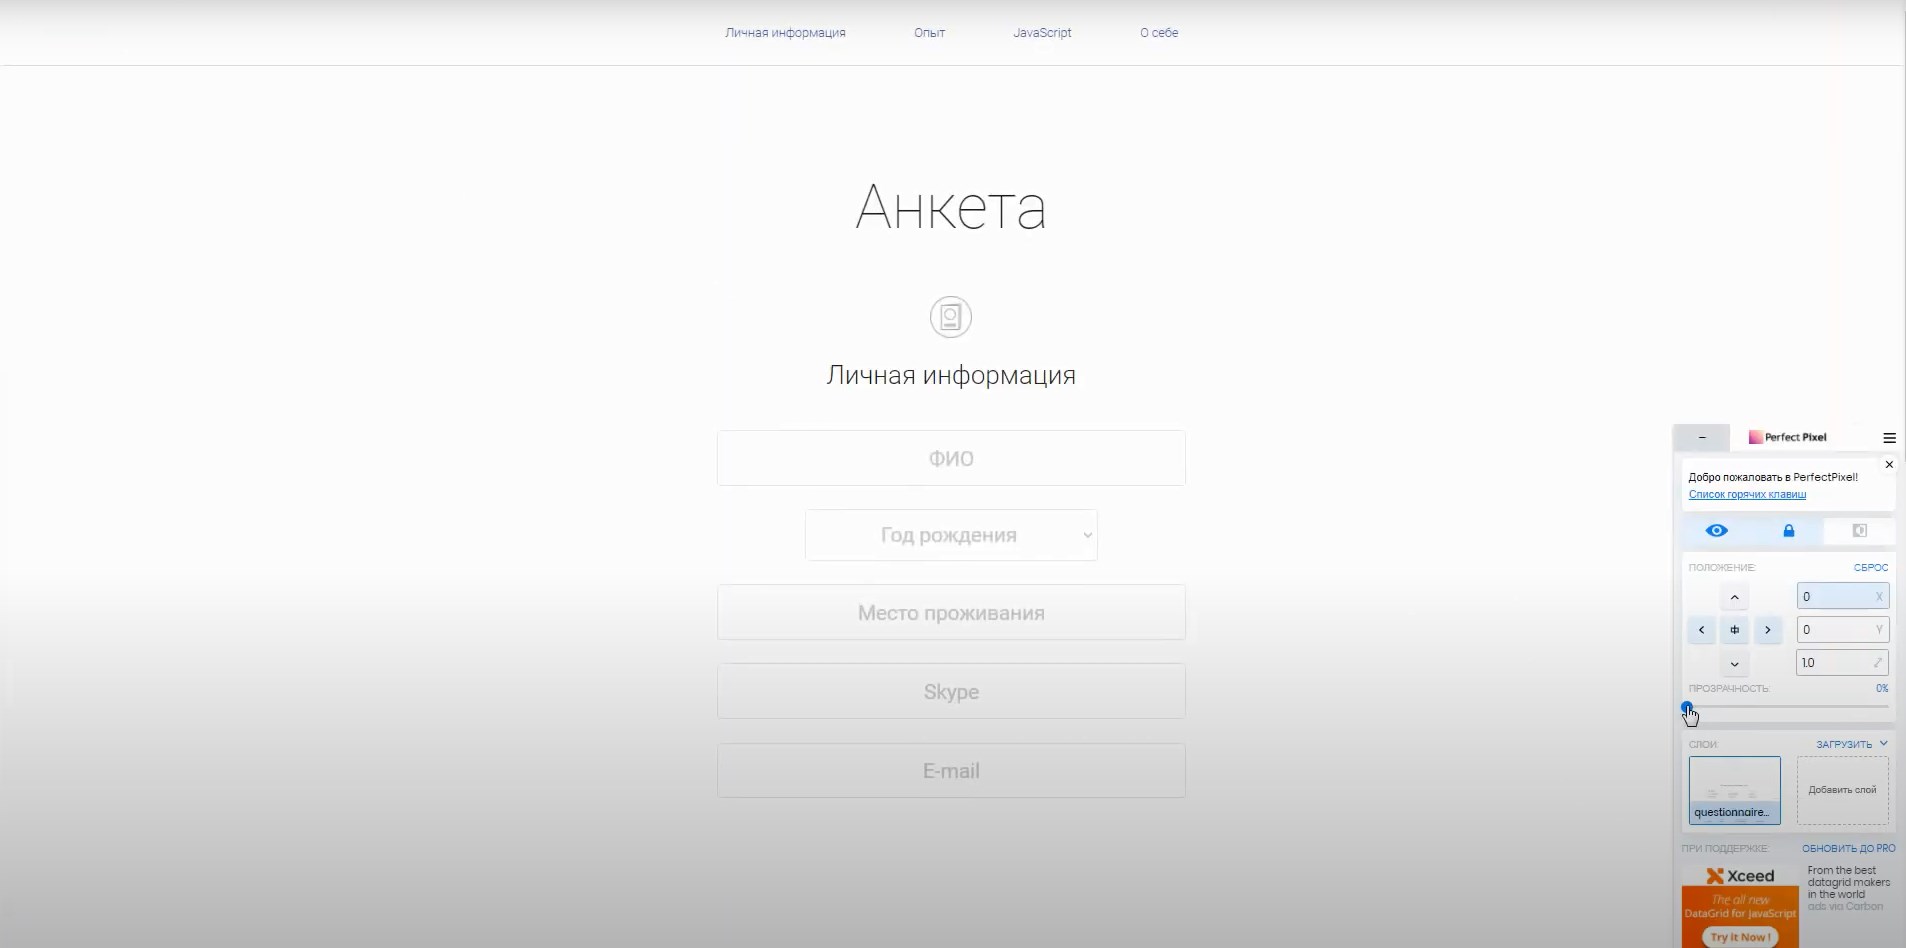 Личная информация
Опыт
JavaScript
О себе
Анкета
Личная информация
ФИО
Год рождения
Место проживания
Skype
E-mail
Perfect Pixel
Добро пожаловать в PerfectPixel!
Список горячих клавиш
ПОЛОЖЕНИЕ:
СБРОС
0 X
0 Y
1.0
ПРОЗРАЧНОСТЬ:
0%
СЛОИ:
ЗАГРУЗИТЬ
questionnaire...
Добавить слой
ПРИ ПОДДЕРЖКЕ:
ОБНОВИТЬ ДО PRO
Xceed
The all new
DataGrid for JavaScript
Try it Now !
From the best
datagrid makers
in the world
ads via Carbon